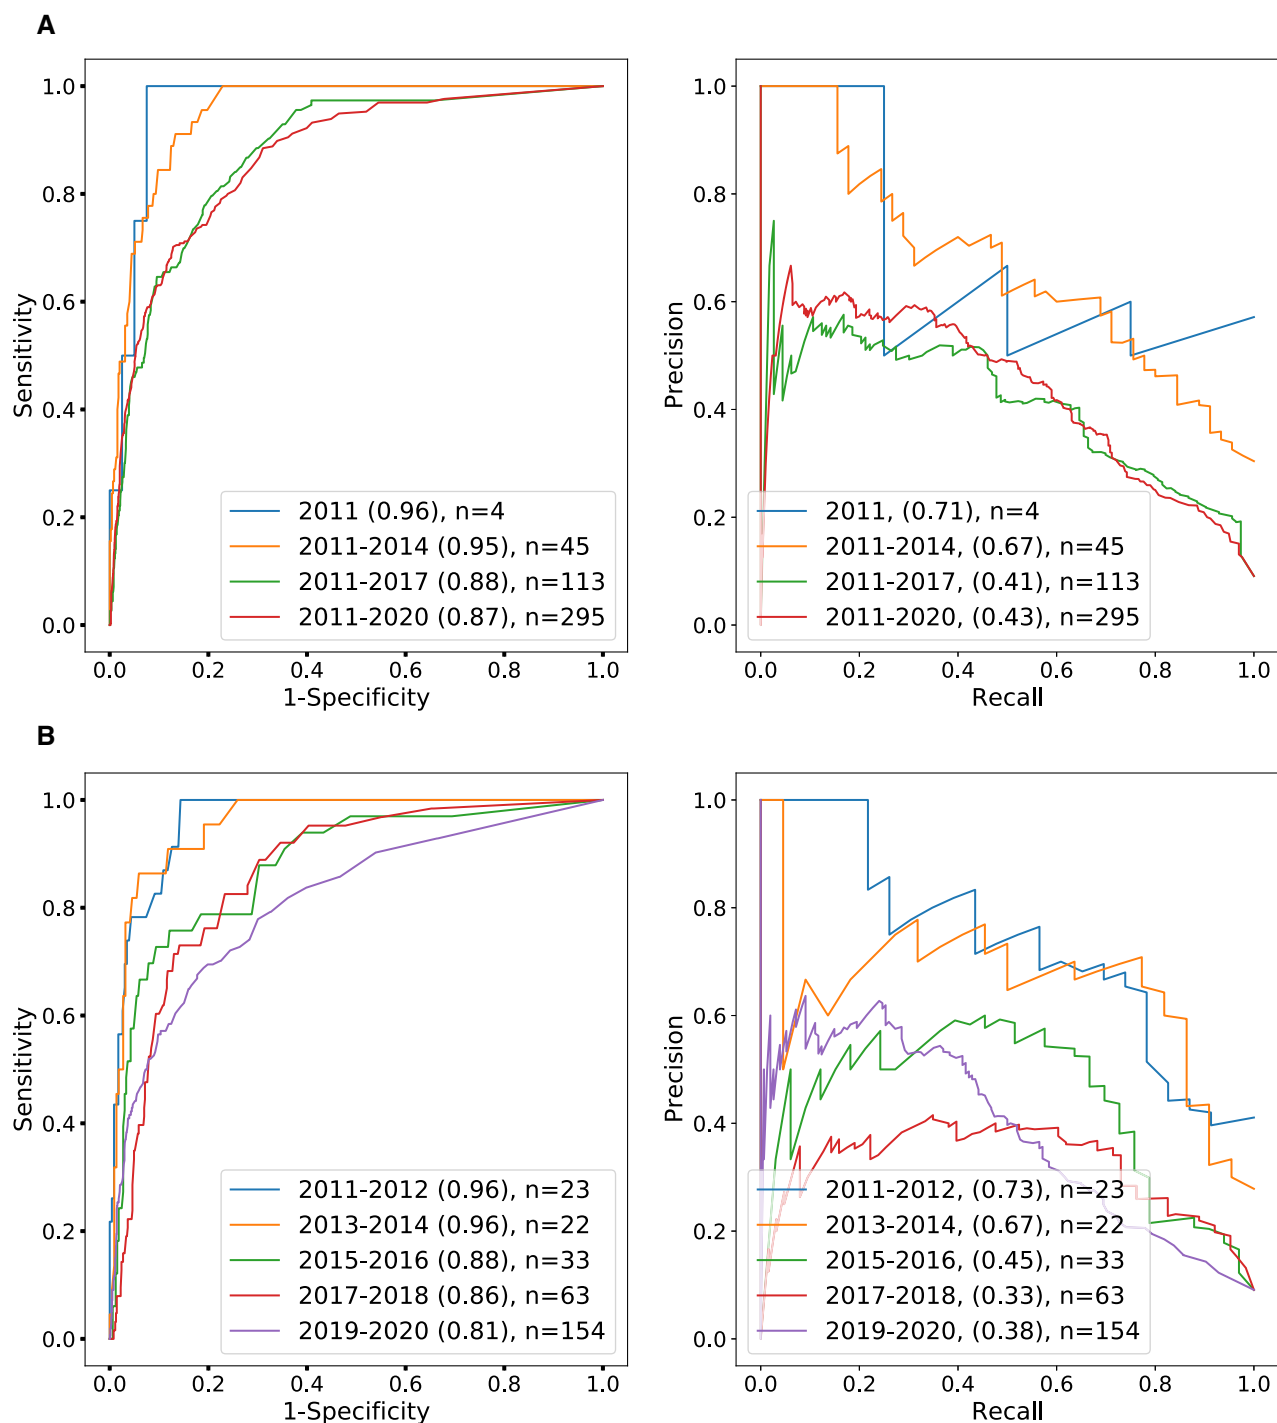 A
1.0
0.8
0.6
0.4
0.2
0.0
Sensitivity
0.0 0.2 0.4 0.6 0.8 1.0
1-Specificity
2011 (0.96), n=4
2011-2014 (0.95), n=45
2011-2017 (0.88), n=113
2011-2020 (0.87), n=295
1.0
0.8
0.6
0.4
0.2
0.0
Precision
0.0 0.2 0.4 0.6 0.8 1.0
Recall
2011, (0.71), n=4
2011-2014, (0.67), n=45
2011-2017, (0.41), n=113
2011-2020, (0.43), n=295
B
1.0
0.8
0.6
0.4
0.2
0.0
Sensitivity
0.0 0.2 0.4 0.6 0.8 1.0
1-Specificity
2011-2012 (0.96), n=23
2013-2014 (0.96), n=22
2015-2016 (0.88), n=33
2017-2018 (0.86), n=63
2019-2020 (0.81), n=154
1.0
0.8
0.6
0.4
0.2
0.0
Precision
0.0 0.2 0.4 0.6 0.8 1.0
Recall
2011-2012, (0.73), n=23
2013-2014, (0.67), n=22
2015-2016, (0.45), n=33
2017-2018, (0.33), n=63
2019-2020, (0.38), n=154